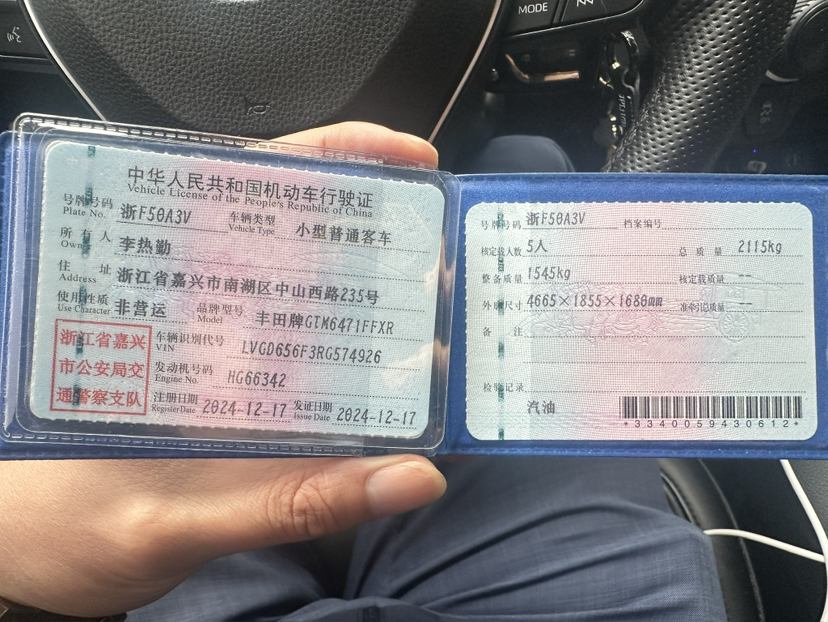 MODE
中华人民共和国机动车行驶证
Vehicle License of the People's Republic of China
号牌号码 浙F50A3V 车辆类型 小型普通客车
Plate No. Vehicle Type
所有人 李热勤
Owner
住址 浙江省嘉兴市南湖区中山西路235号
Address
使用性质 非营运 品牌型号 丰田牌GTM6471FFXR
Use Character Model
浙江省嘉兴
市公安局交
通警察支队
车辆识别代号 LVGD656F3RG574926
VIN
发动机号码 HG66342
Engine No.
注册日期 2024-12-17 发证日期 2024-12-17
Register Date Issue Date
号牌号码 浙F50A3V 档案编号
核定载人数 5人 总质量 2115kg
整备质量 1545kg 核定载质量 --
外廓尺寸 4665×1855×1680mm 准牵引总质量 --
备注
检验记录
汽油
*3340059430612*